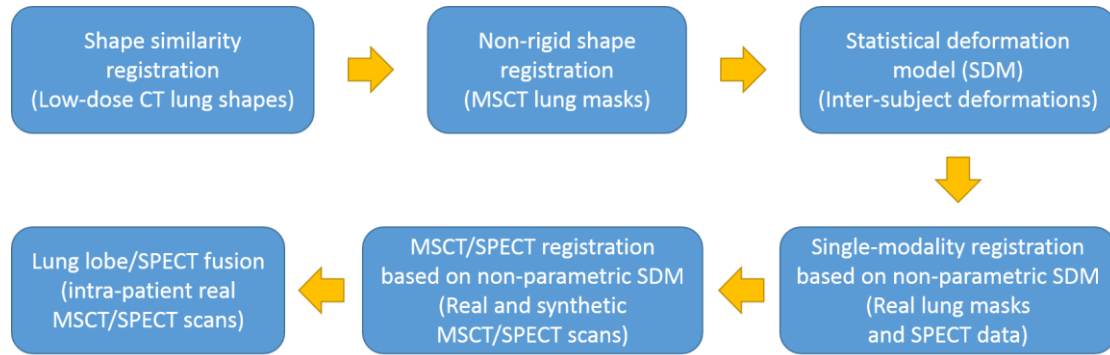 Shape similarity
registration
(Low-dose CT lung shapes)
Non-rigid shape
registration
(MSCT lung masks)
Statistical deformation
model (SDM)
(Inter-subject deformations)
Single-modality registration
based on non-parametric SDM
(Real lung masks
and SPECT data)
MSCT/SPECT registration
based on non-parametric SDM
(Real and synthetic
MSCT/SPECT scans)
Lung lobe/SPECT fusion
(intra-patient real
MSCT/SPECT scans)